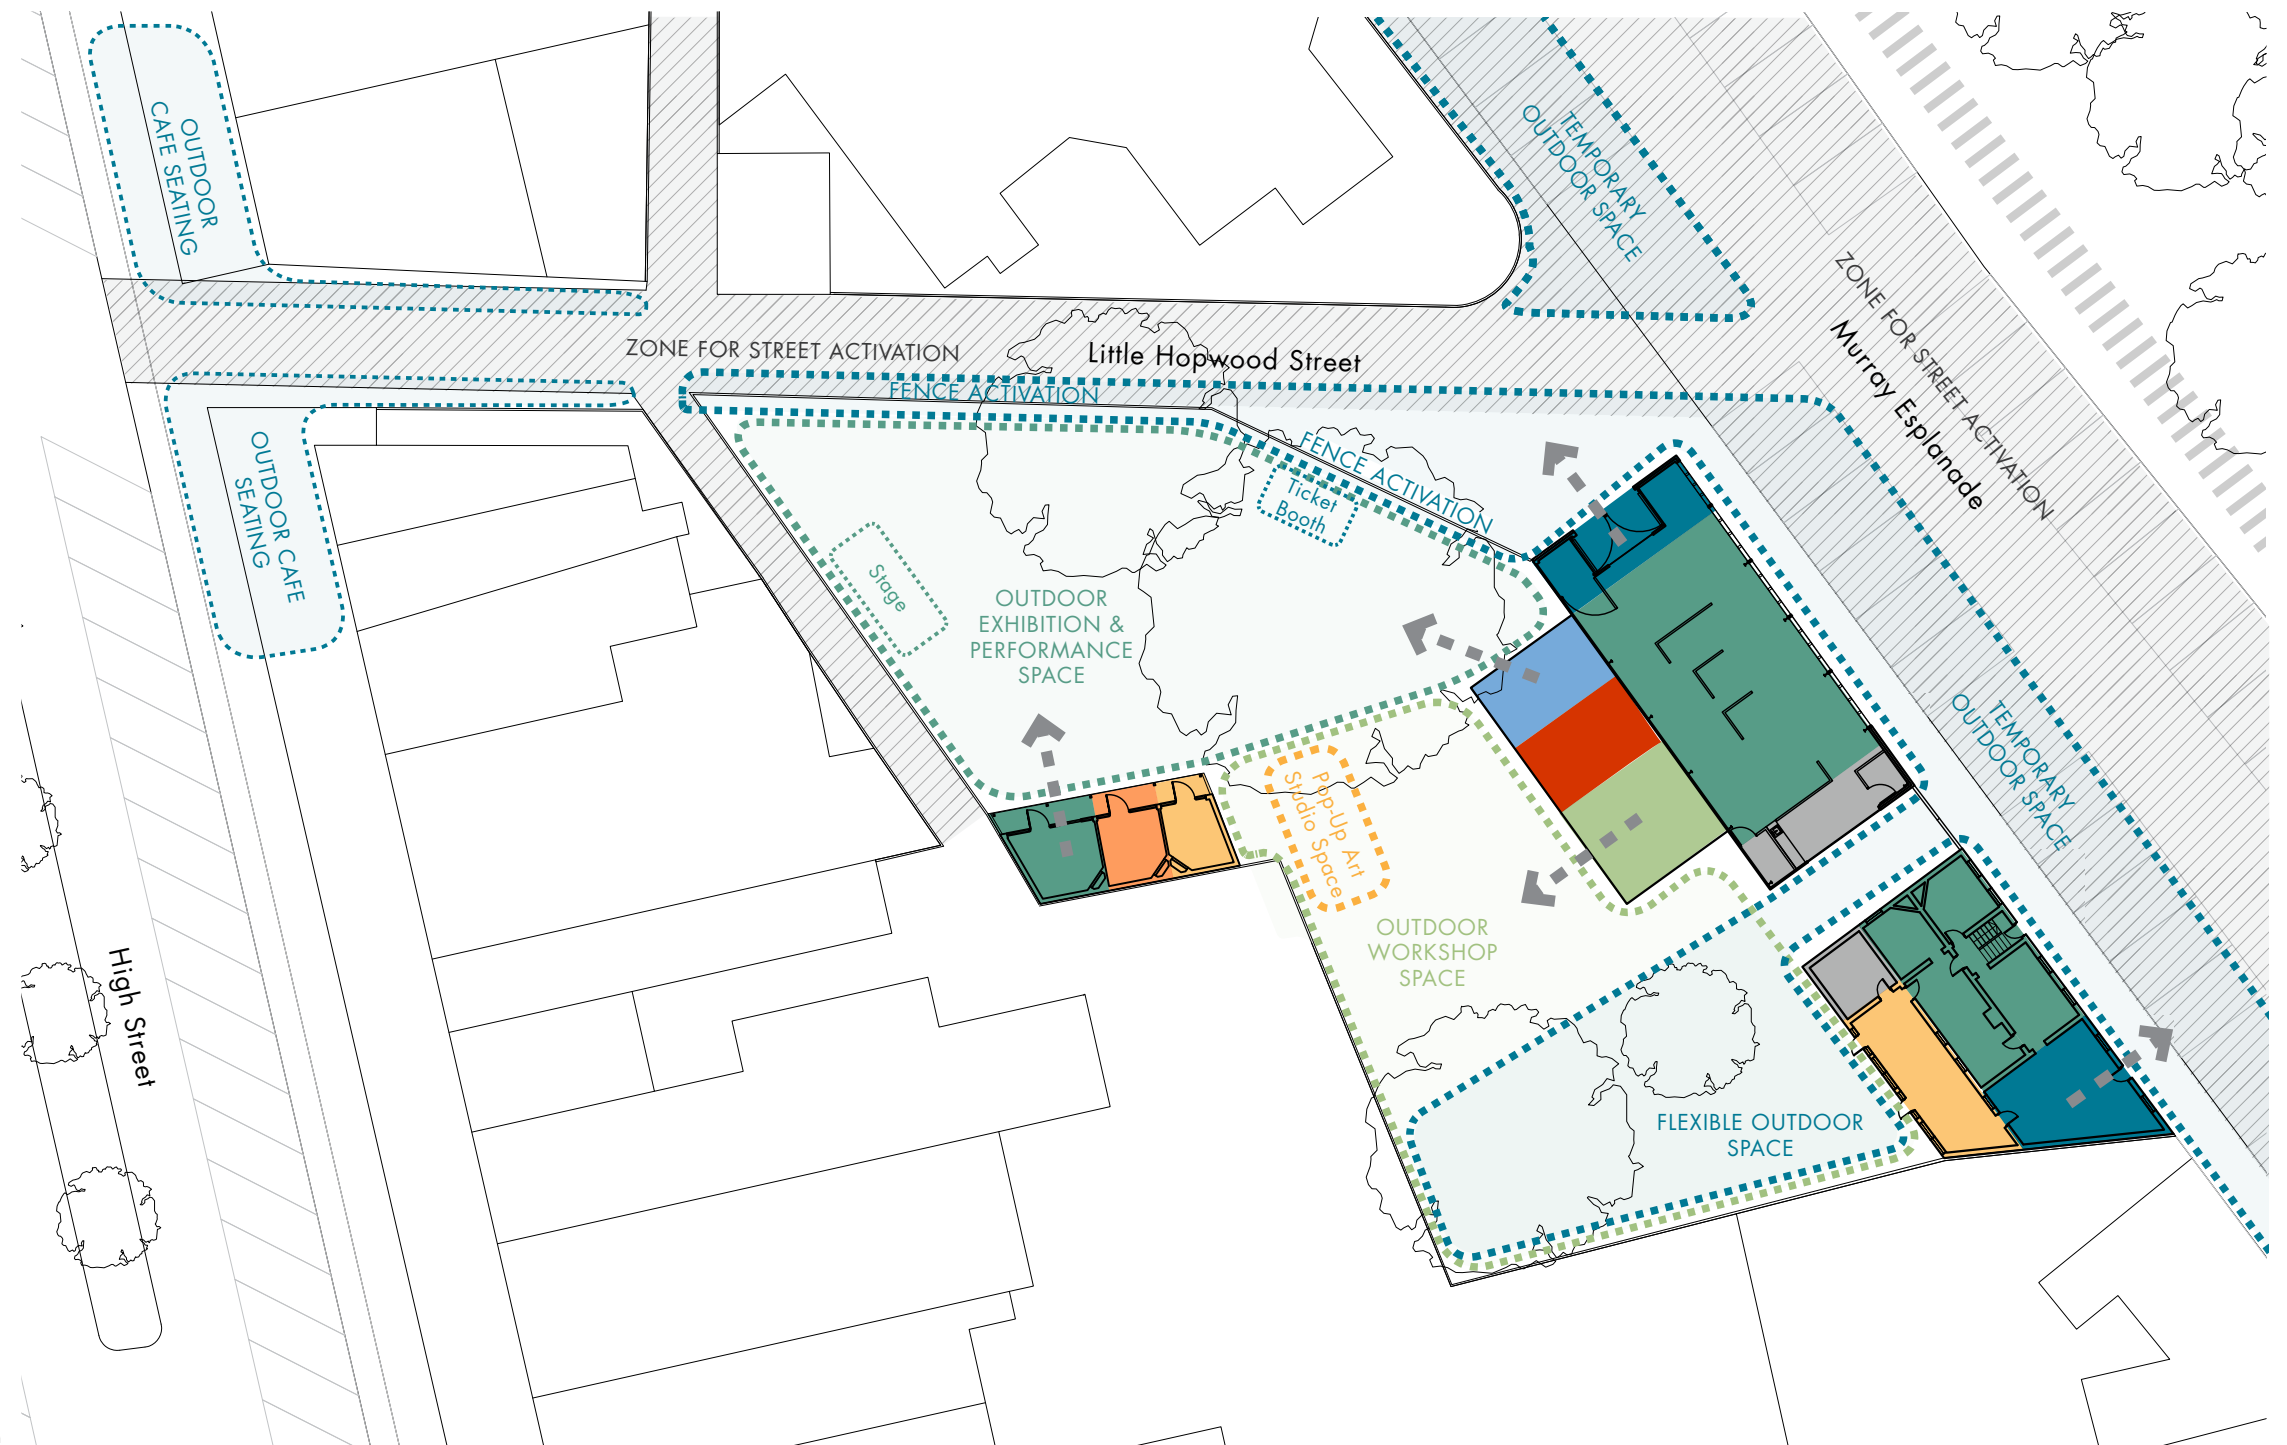 OUTDOOR
CAFE SEATING
TEMPORARY
OUTDOOR SPACE
ZONE FOR STREET ACTIVATION
Murray Esplanade
ZONE FOR STREET ACTIVATION
Little Hopwood Street
FENCE ACTIVATION
FENCE ACTIVATION
Ticket
Booth
OUTDOOR CAFE
SEATING
Stage
OUTDOOR
EXHIBITION &
PERFORMANCE
SPACE
TEMPORARY
OUTDOOR SPACE
Pop-Up Art
Studio Space
OUTDOOR
WORKSHOP
SPACE
High Street
FLEXIBLE OUTDOOR
SPACE